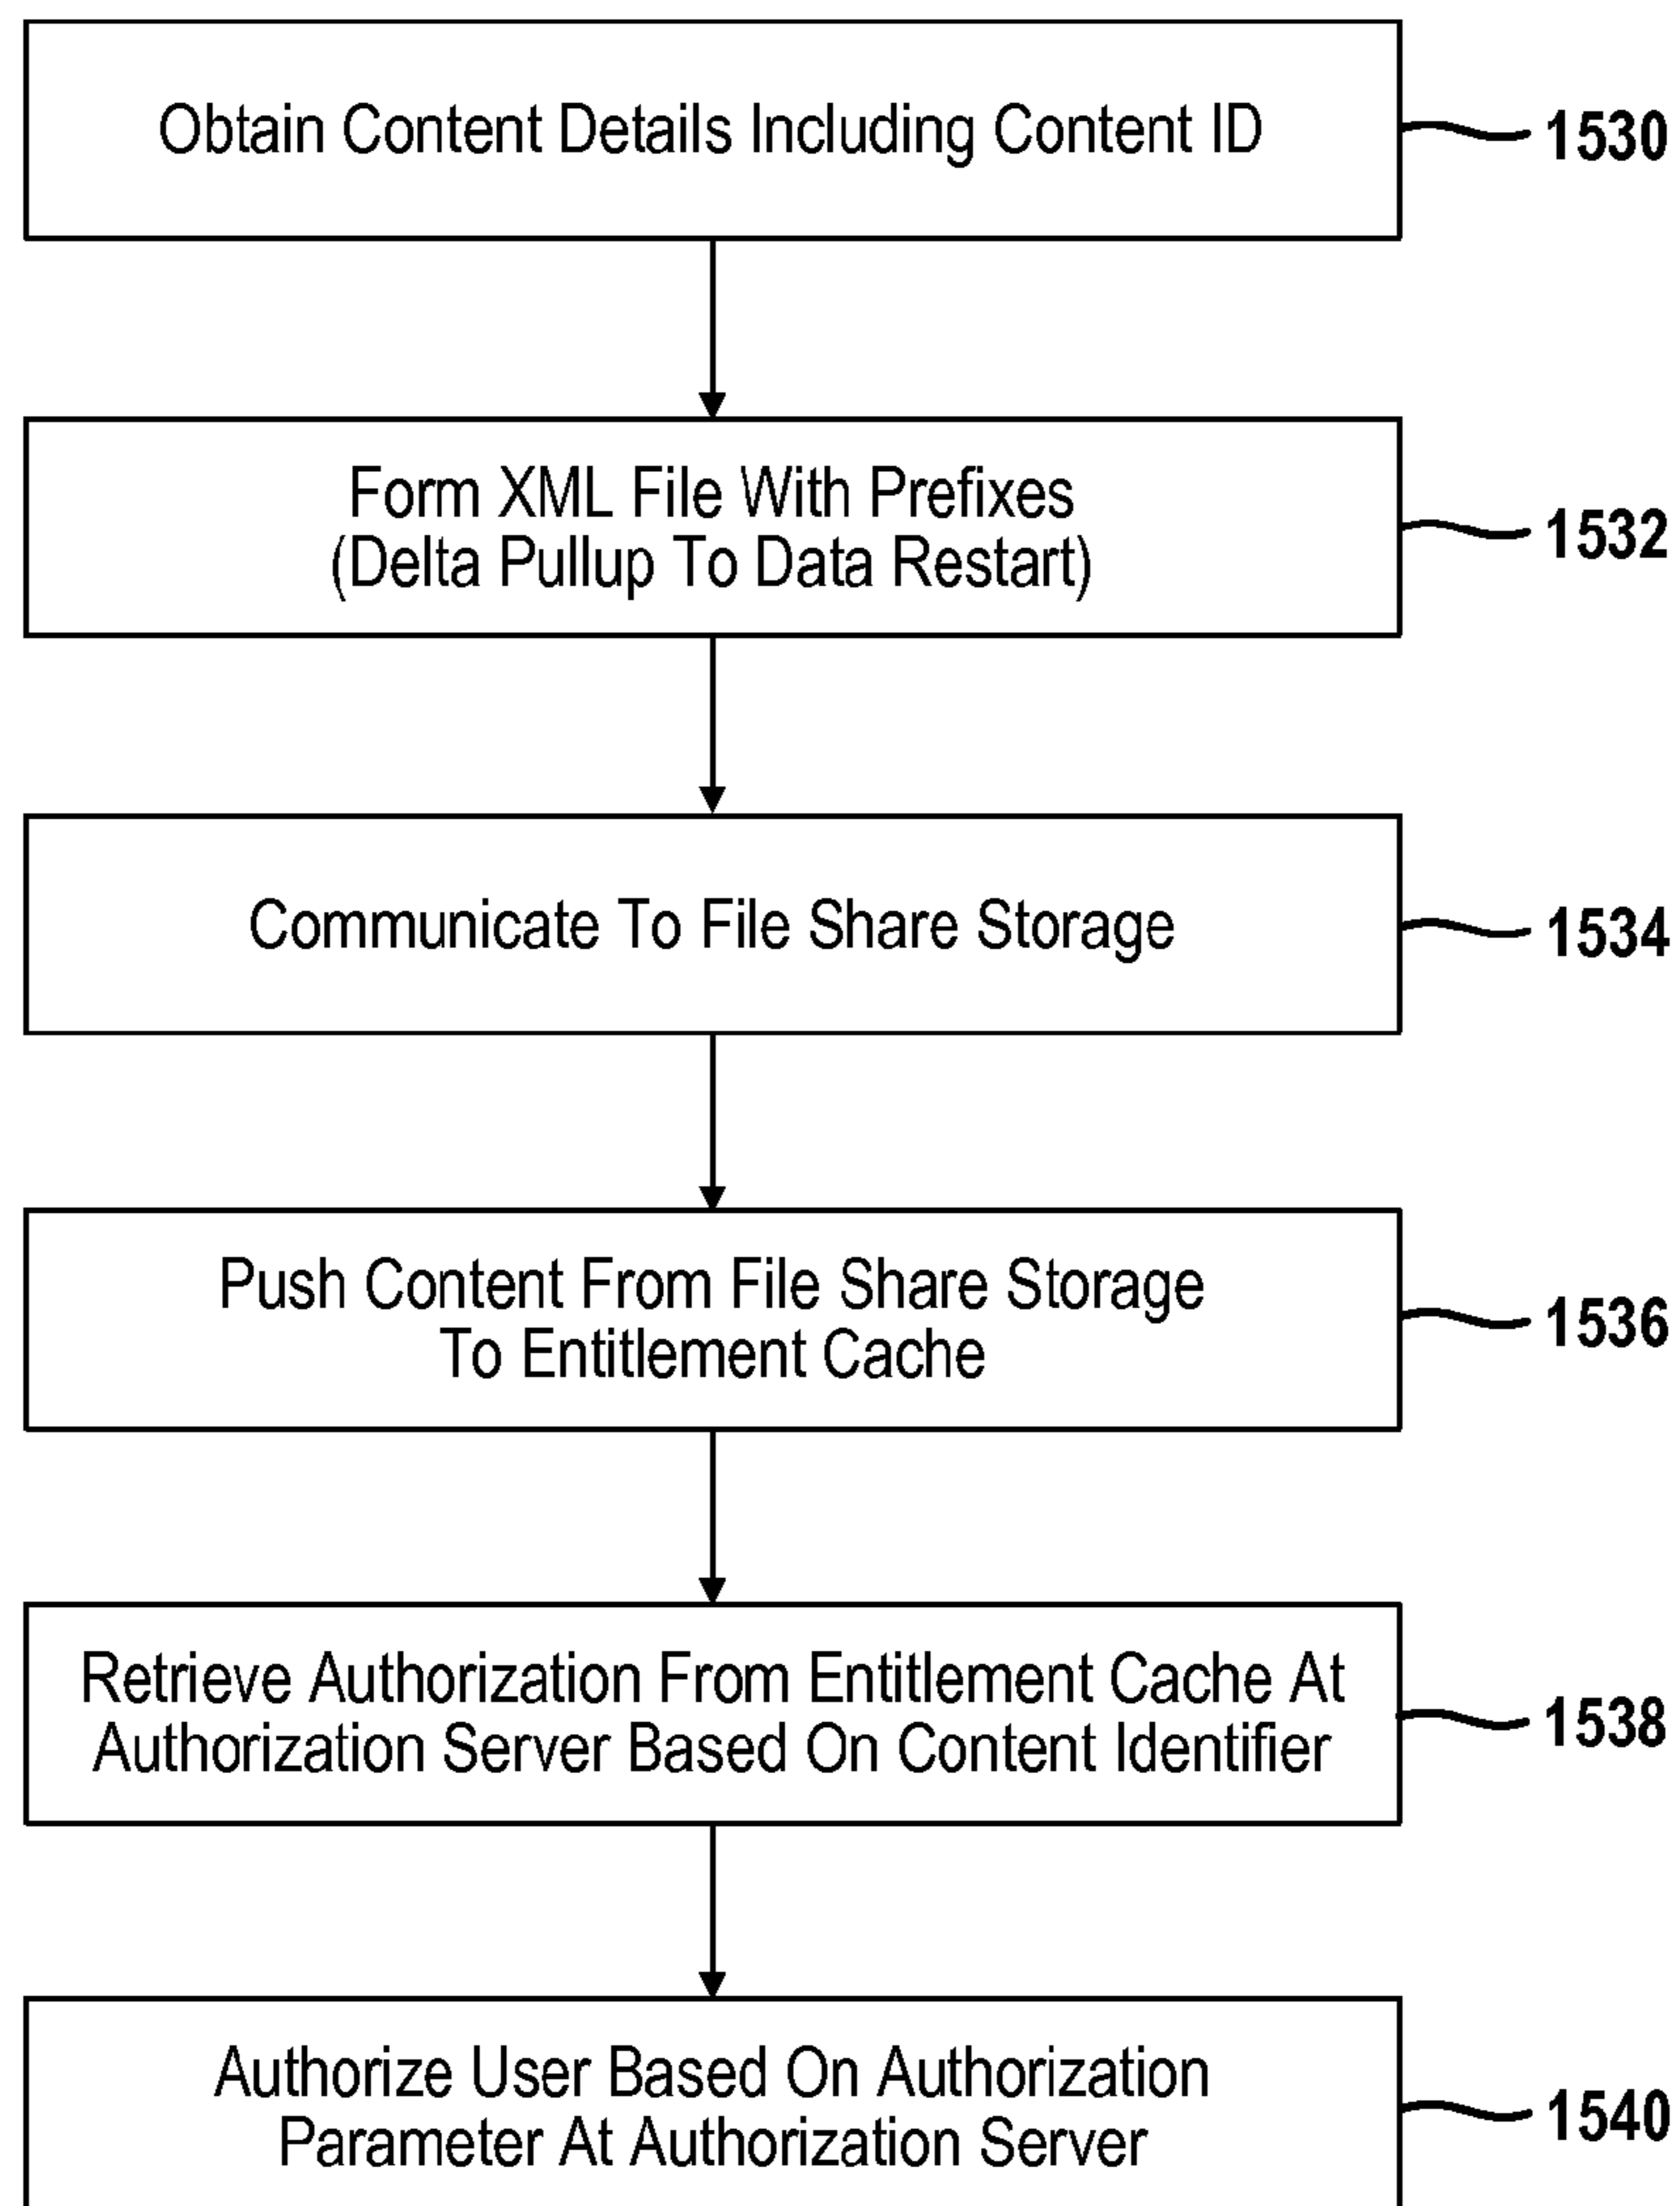 Obtain Content Details Including Content ID
1530
Form XML File With Prefixes
(Delta Pullup To Data Restart)
1532
Communicate To File Share Storage
1534
Push Content From File Share Storage
To Entitlement Cache
1536
Retrieve Authorization From Entitlement Cache At
Authorization Server Based On Content Identifier
1538
Authorize User Based On Authorization
Parameter At Authorization Server
1540